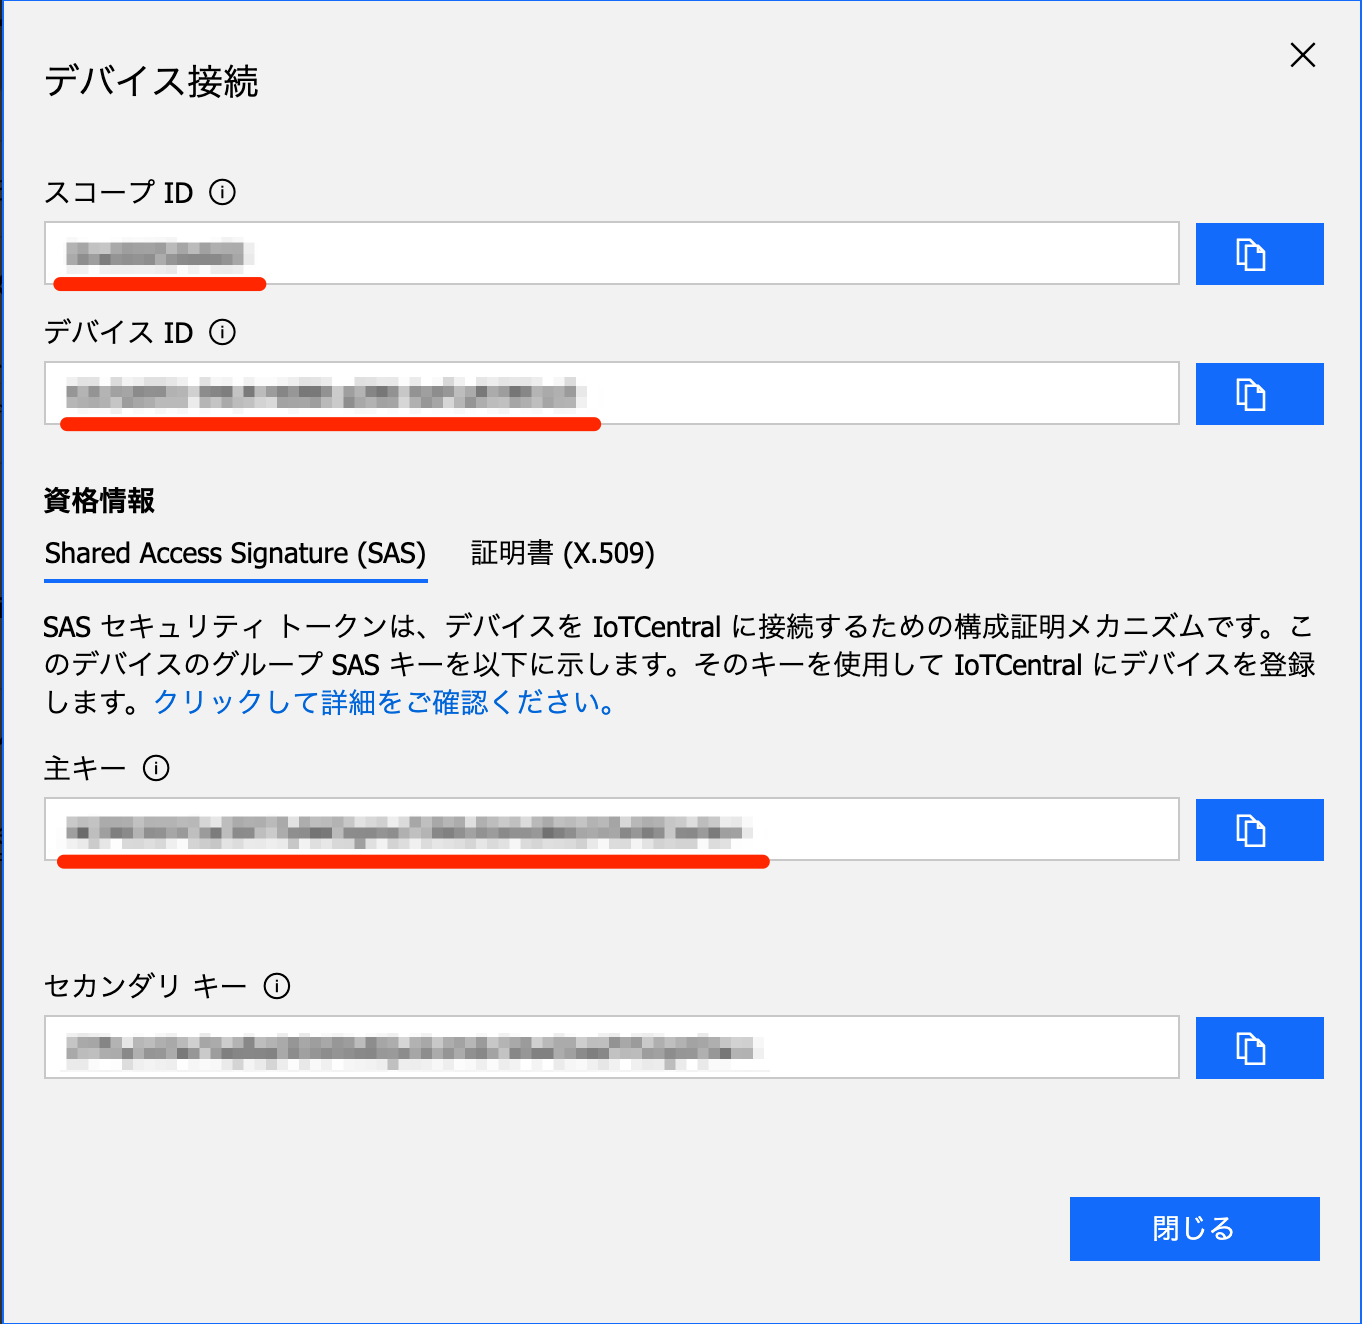 デバイス接続
スコープ ID
デバイス ID
資格情報
Shared Access Signature (SAS) 証明書 (X.509)
SAS セキュリティ トークンは、デバイスを IoTCentral に接続するための構成証明メカニズムです。こ
のデバイスのグループ SAS キーを以下に示します。そのキーを使用して IoTCentral にデバイスを登録
します。クリックして詳細をご確認ください。
主キー
セカンダリ キー
閉じる